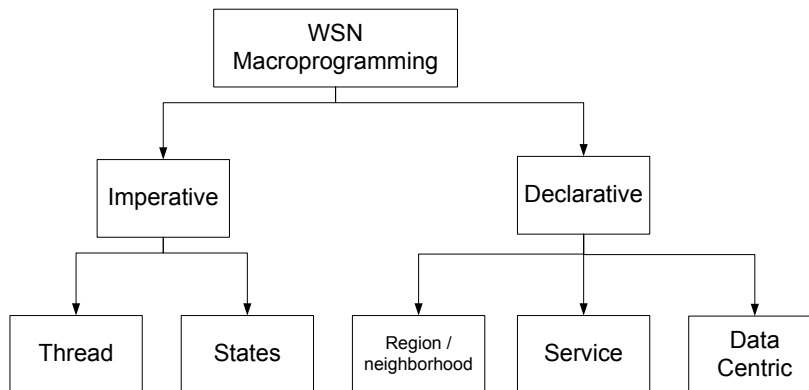 WSN
Macroprogramming
Imperative
Declarative
Thread
States
Region /
neighborhood
Service
Data
Centric